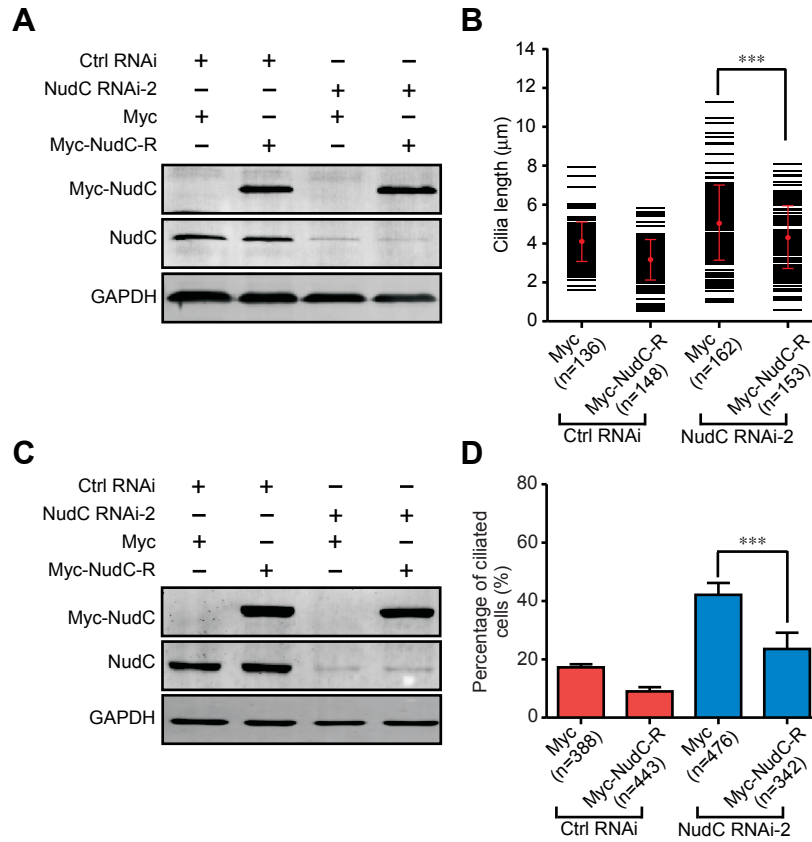 A
Ctrl RNAi + + – –
NudC RNAi-2 – – + +
Myc + – + –
Myc-NudC-R – + – +
Myc-NudC
NudC
GAPDH
B
Cilia length (μm)
14
12
10
8
6
4
2
0
***
Myc (n=136)
Myc-NudC-R (n=148)
Myc (n=162)
Myc-NudC-R (n=153)
Ctrl RNAi
NudC RNAi-2
C
Ctrl RNAi + + – –
NudC RNAi-2 – – + +
Myc + – + –
Myc-NudC-R – + – +
Myc-NudC
NudC
GAPDH
D
Percentage of ciliated
cells (%)
80
60
40
20
0
***
Myc (n=388)
Myc-NudC-R (n=443)
Myc (n=476)
Myc-NudC-R (n=342)
Ctrl RNAi
NudC RNAi-2